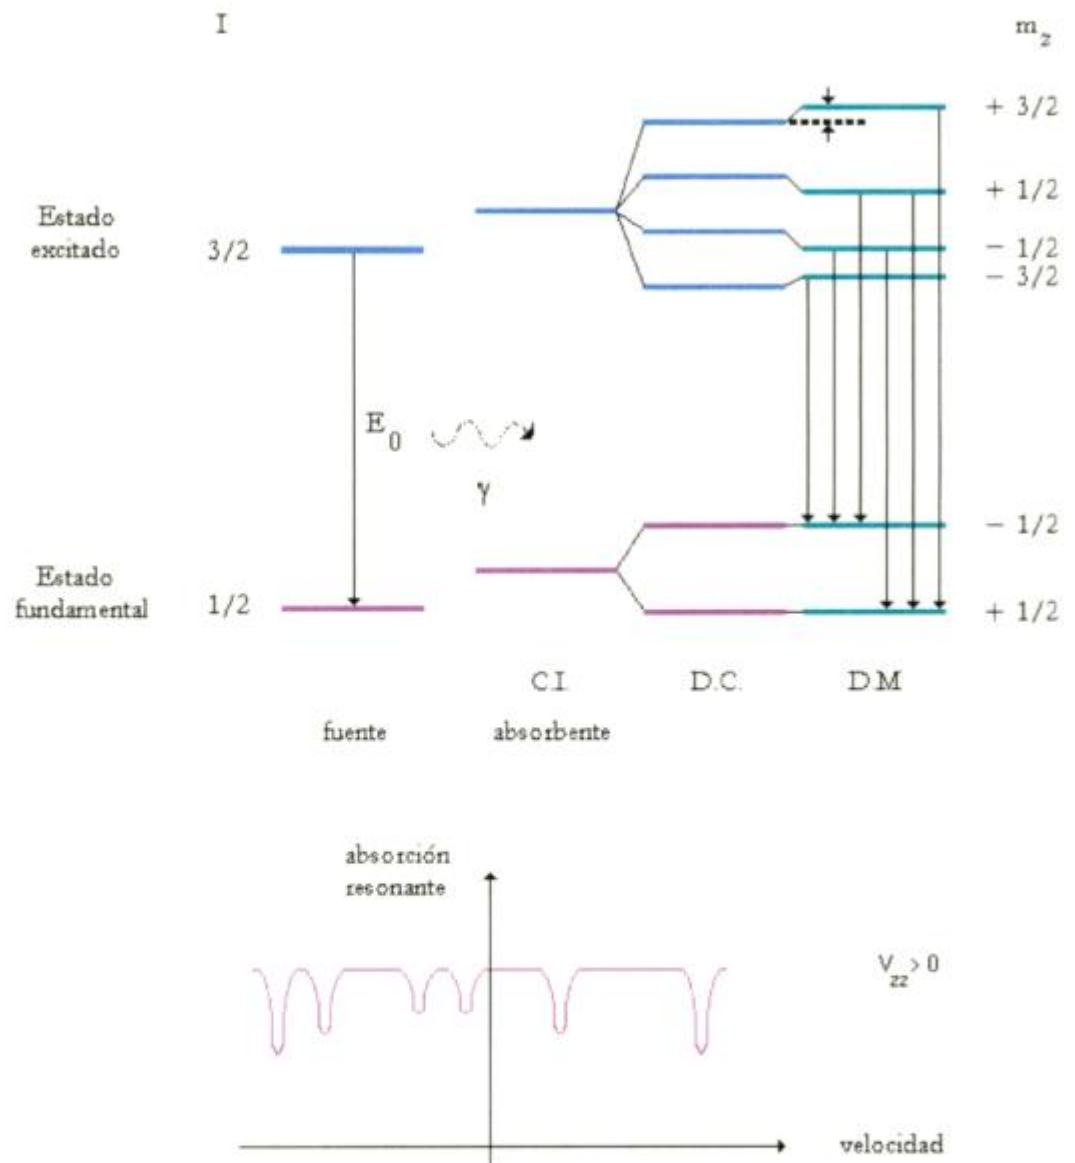 I
m z
+ 3/2
+ 1/2
Estado
excitado
3/2
− 1/2
− 3/2
E 0
γ
− 1/2
Estado
fundamental
1/2
+ 1/2
C.I.
D.C.
D.M
fuente
absorbente
absorción
resonante
V zz > 0
velocidad